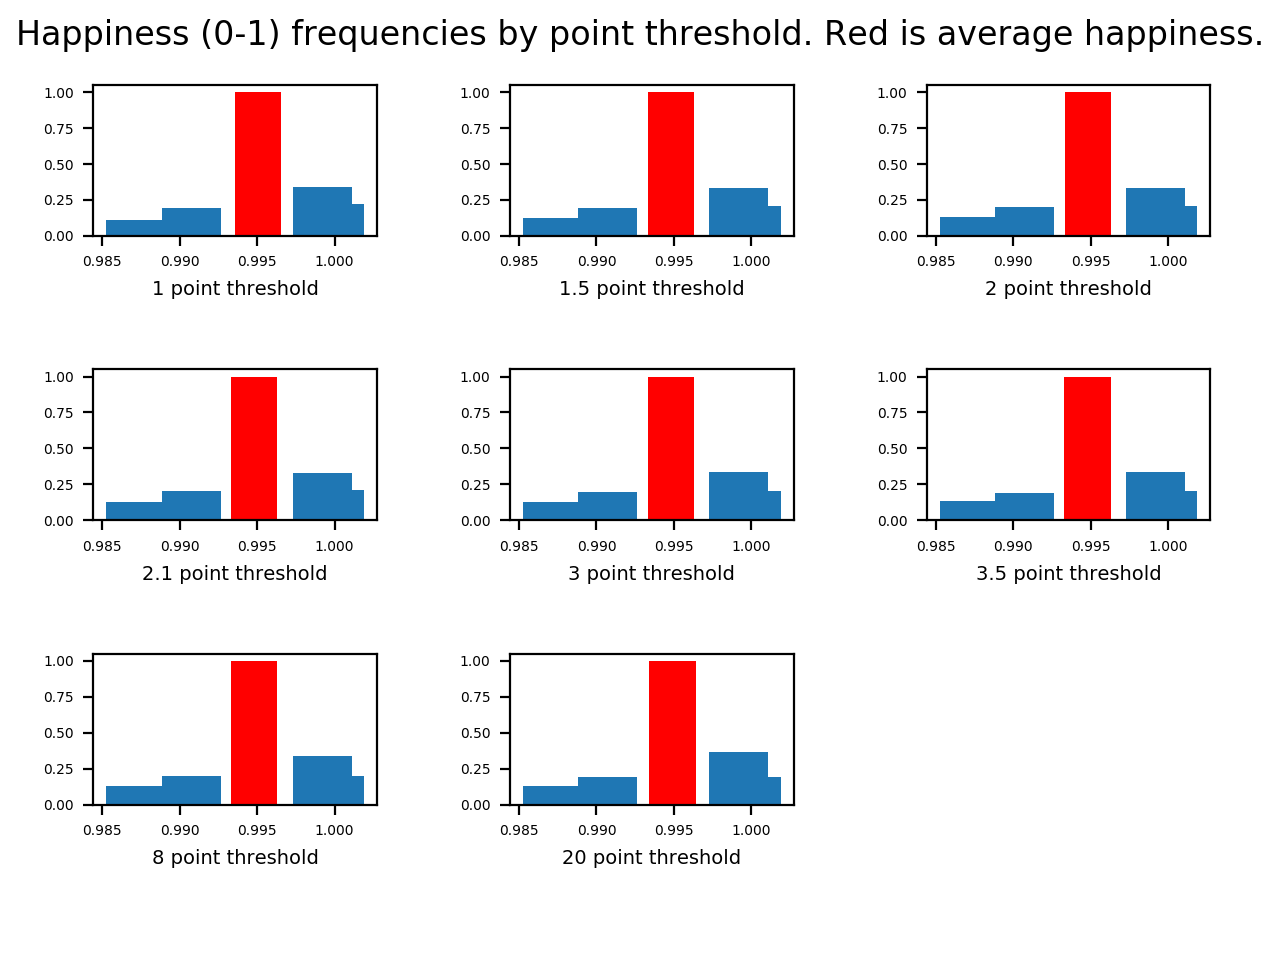 Happiness (0-1) frequencies by point threshold. Red is average happiness.
1.00 1.00 1.00
0.75 0.75 0.75
0.50 0.50 0.50
0.25 0.25 0.25
0.00 0.00 0.00
0.985 0.990 0.995 1.000 0.985 0.990 0.995 1.000 0.985 0.990 0.995 1.000
1 point threshold 1.5 point threshold 2 point threshold
1.00 1.00 1.00
0.75 0.75 0.75
0.50 0.50 0.50
0.25 0.25 0.25
0.00 0.00 0.00
0.985 0.990 0.995 1.000 0.985 0.990 0.995 1.000 0.985 0.990 0.995 1.000
2.1 point threshold 3 point threshold 3.5 point threshold
1.00 1.00
0.75 0.75
0.50 0.50
0.25 0.25
0.00 0.00
0.985 0.990 0.995 1.000 0.985 0.990 0.995 1.000
8 point threshold 20 point threshold